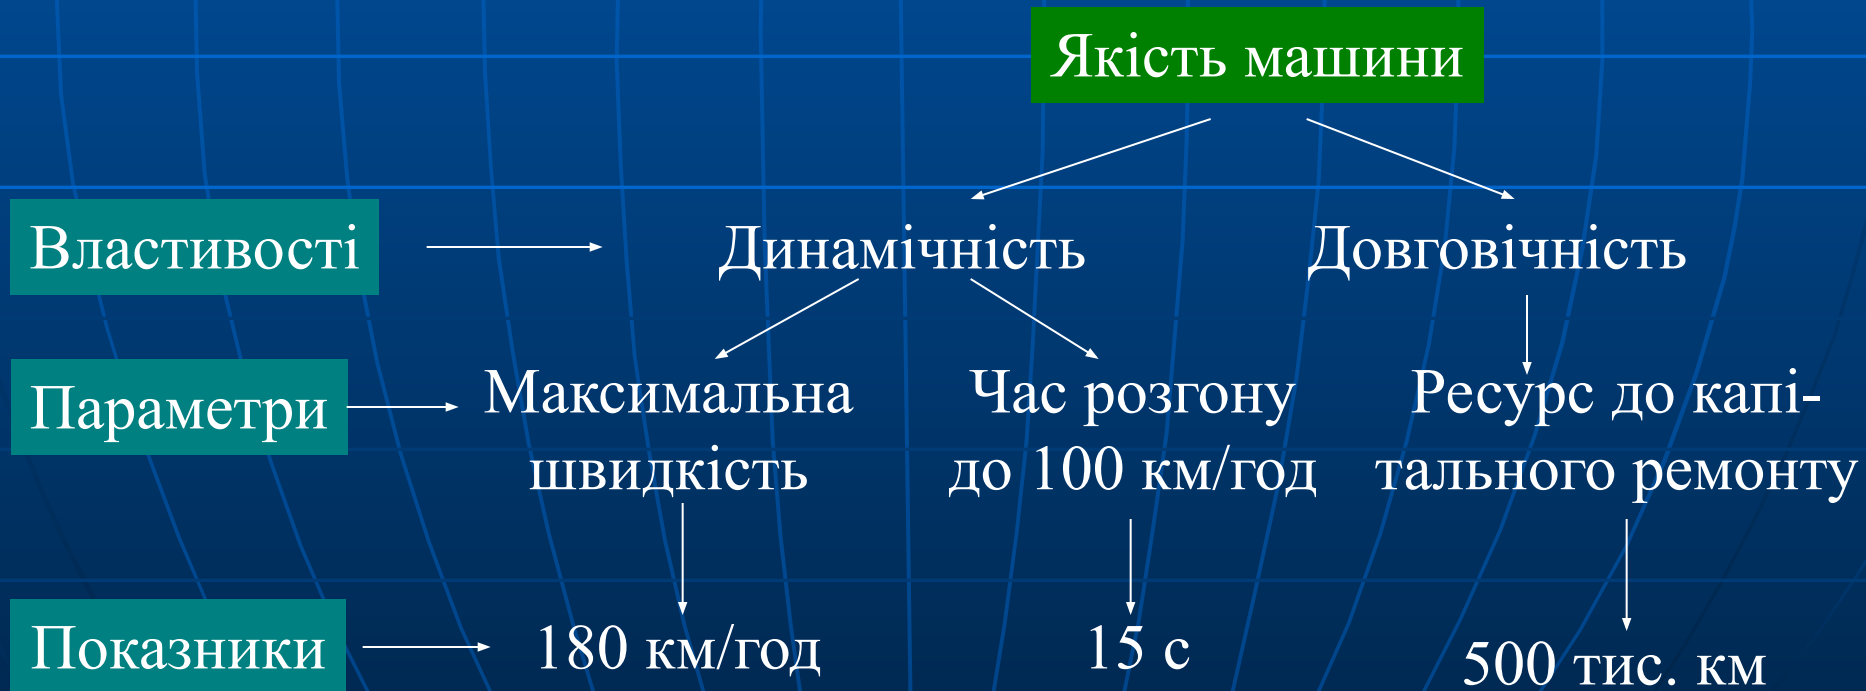 Якість машини
Властивості
Динамічність
Довговічність
Параметри
Максимальна
швидкість
Час розгону
до 100 км/год
Ресурс до капі-
тального ремонту
Показники
180 км/год
15 с
500 тис. км